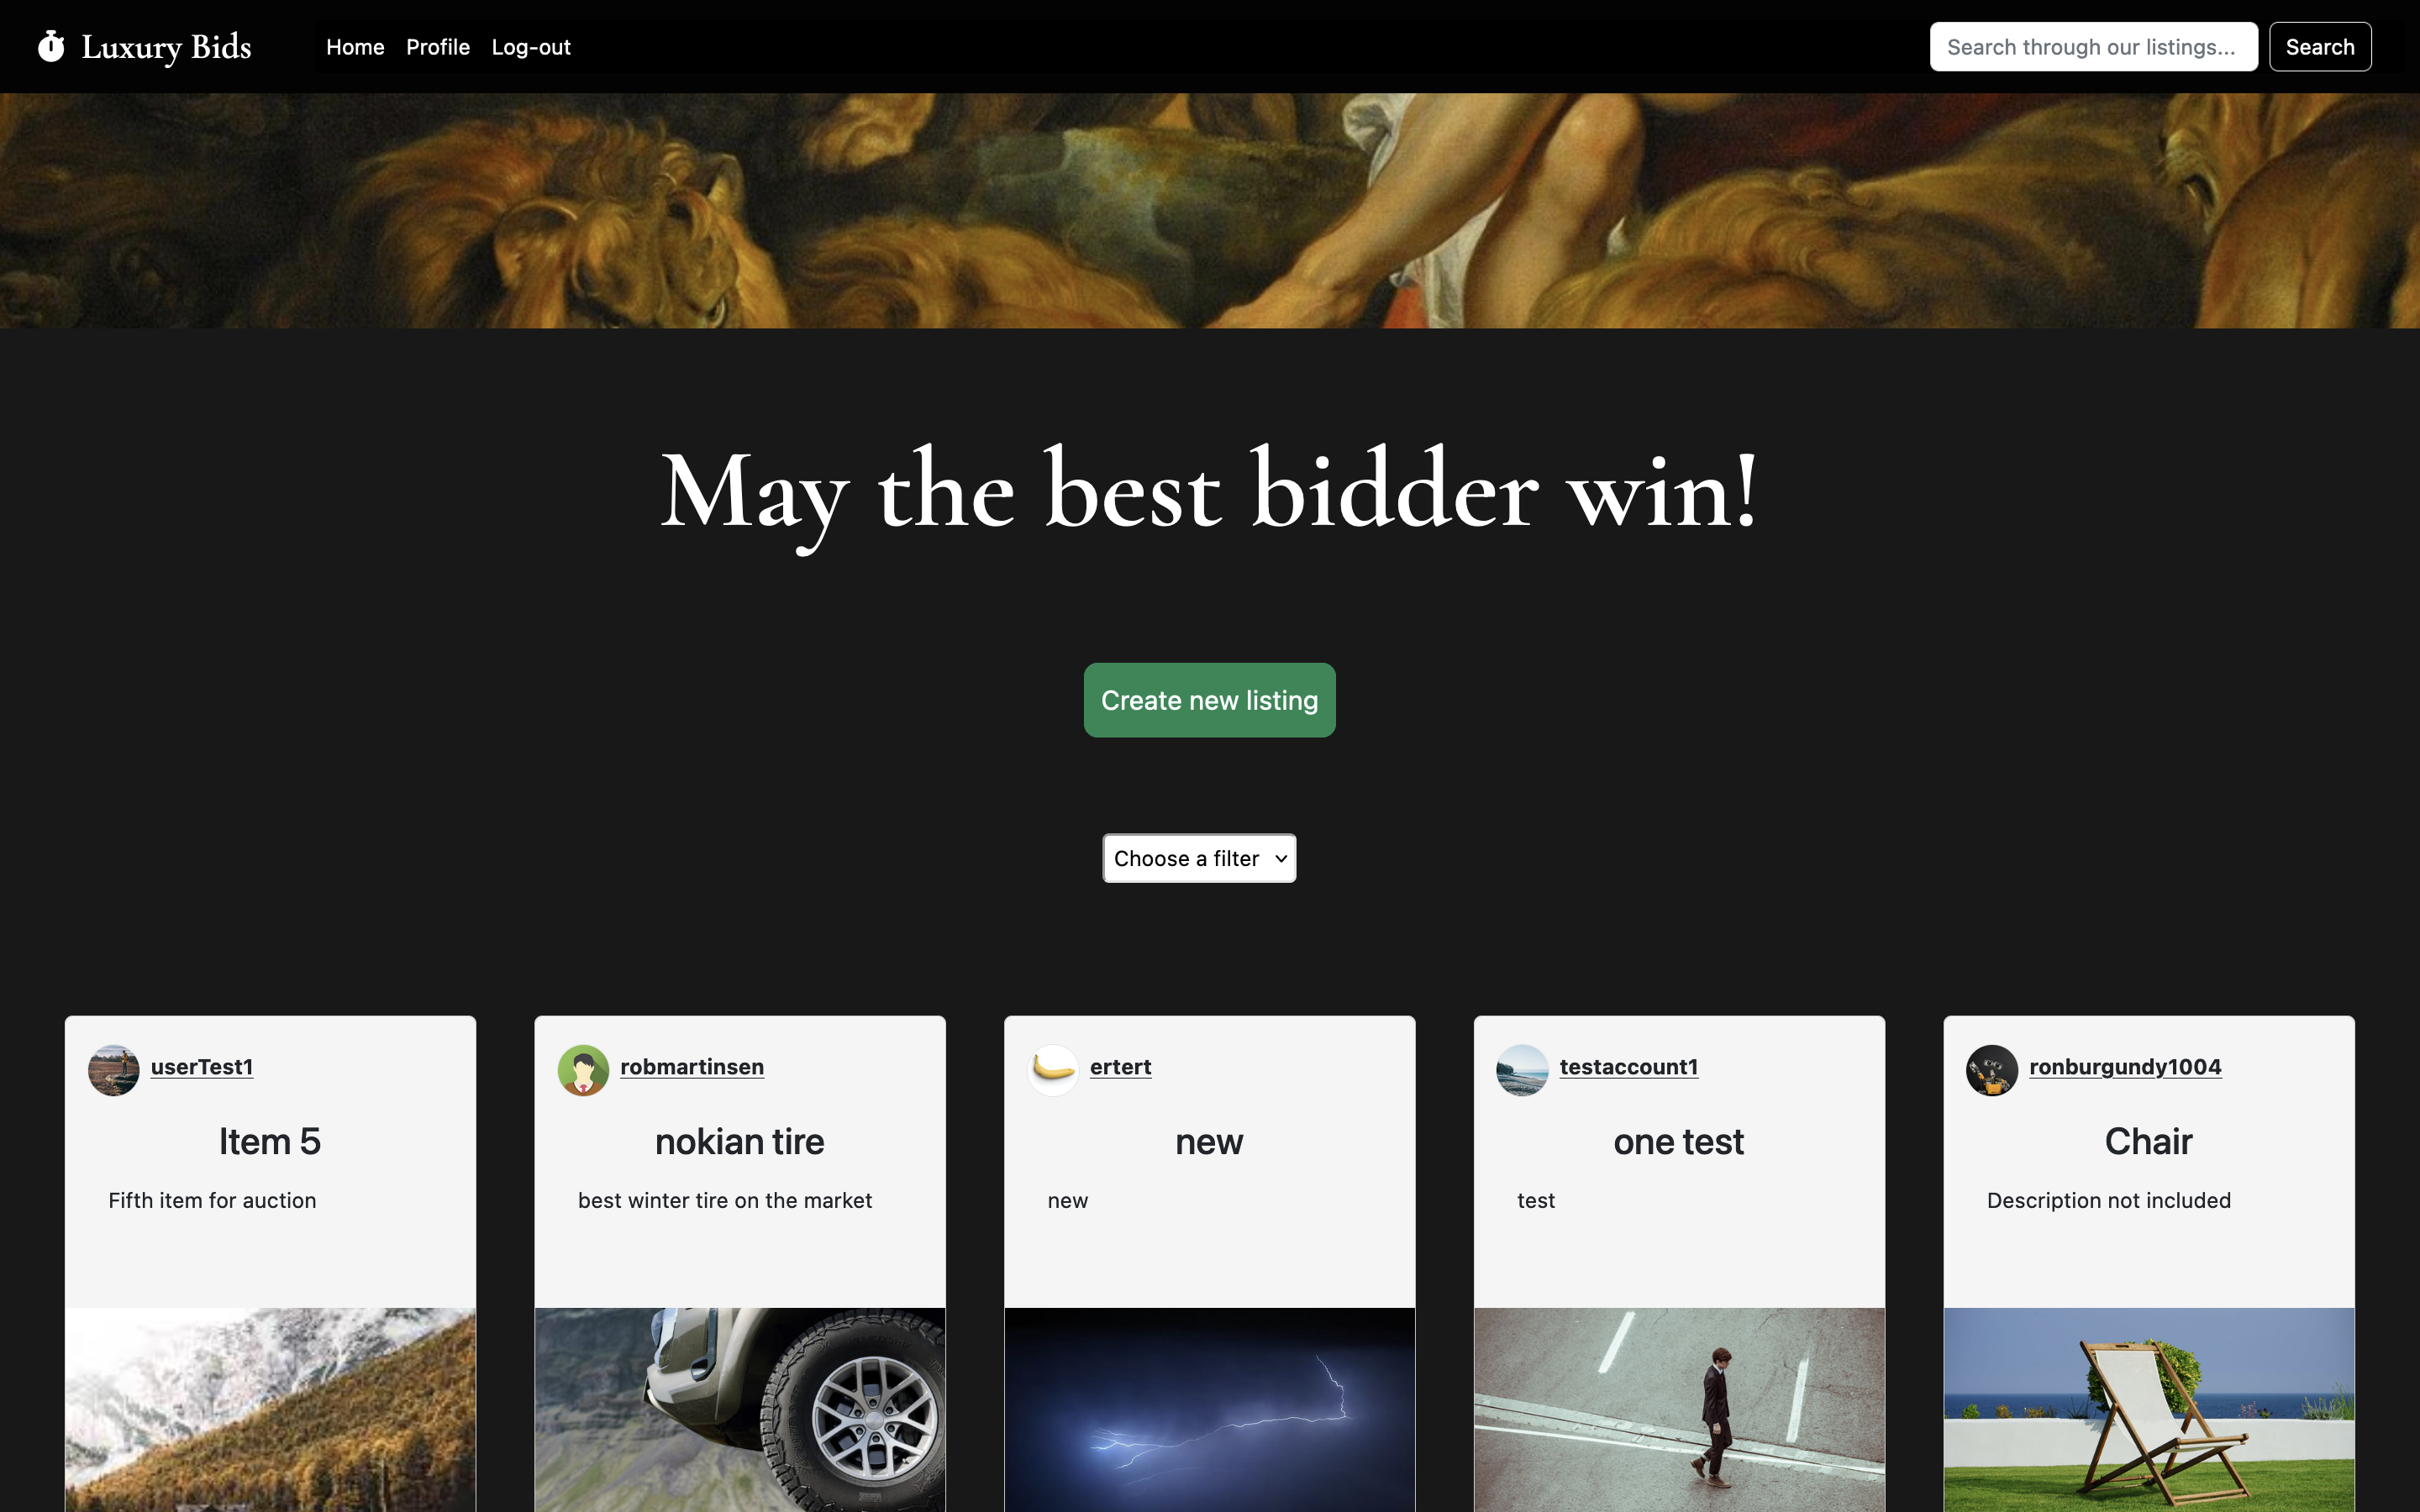 Luxury Bids Home Profile Log-out Search through our listings... Search
May the best bidder win!
Create new listing
Choose a filter
userTest1
Item 5
Fifth item for auction
robmartinsen
nokian tire
best winter tire on the market
ertert
new
new
testaccount1
one test
test
ronburgundy1004
Chair
Description not included